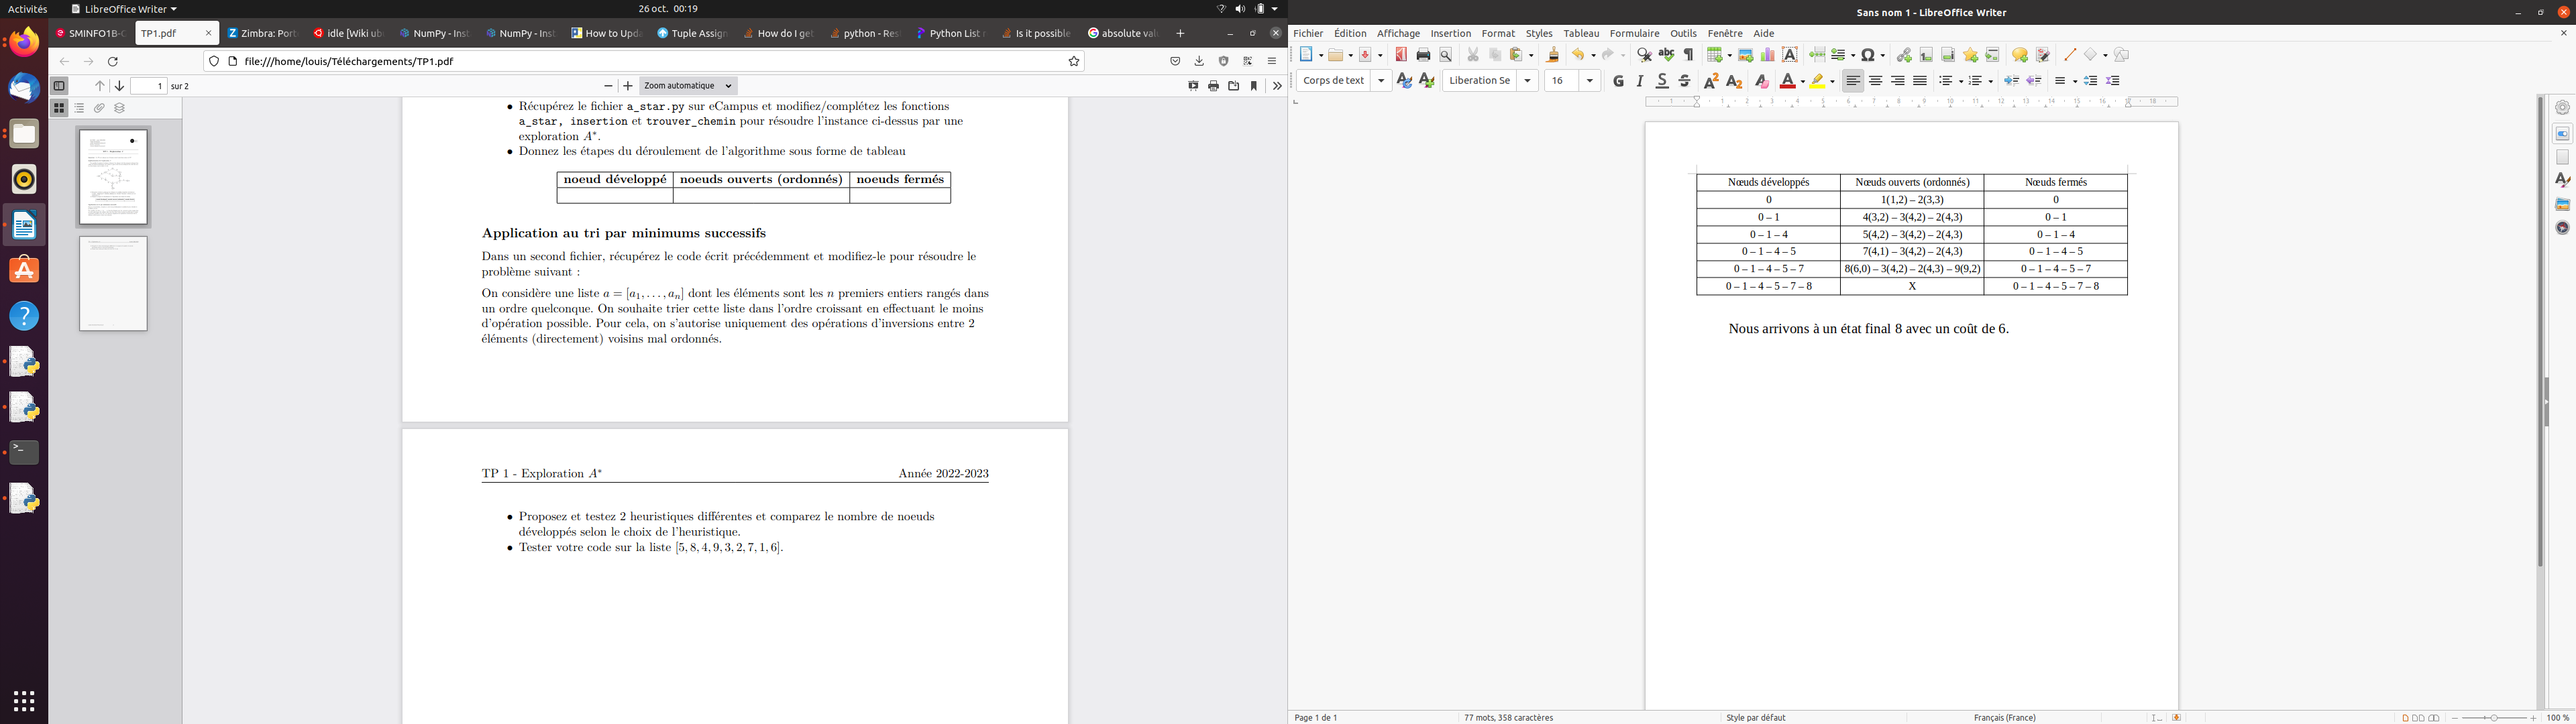 Activités
LibreOffice Writer
26 oct. 00:19
SMINFO1B-C
TP1.pdf
Zimbra: Port
idle [Wiki ub
NumPy - Inst
NumPy - Inst
How to Upda
Tuple Assign
How do I get
python - Res
Python List r
Is it possible
absolute val
file:///home/louis/Téléchargements/TP1.pdf
1 sur 2
Zoom automatique
• Récupérez le fichier a_star.py sur eCampus et modifiez/complétez les fonctions
a_star, insertion et trouver_chemin pour résoudre l'instance ci-dessus par une
exploration A*.
• Donnez les étapes du déroulement de l'algorithme sous forme de tableau
noeud développé noeuds ouverts (ordonnés) noeuds fermés
Application au tri par minimums successifs
Dans un second fichier, récupérez le code écrit précédemment et modifiez-le pour résoudre le
problème suivant :
On considère une liste a = [a1, . . . , an] dont les éléments sont les n premiers entiers rangés dans
un ordre quelconque. On souhaite trier cette liste dans l'ordre croissant en effectuant le moins
d'opération possible. Pour cela, on s'autorise uniquement des opérations d'inversions entre 2
éléments (directement) voisins mal ordonnés.
TP 1 - Exploration A* Année 2022-2023
• Proposez et testez 2 heuristiques différentes et comparez le nombre de noeuds
développés selon le choix de l'heuristique.
• Tester votre code sur la liste [5, 8, 4, 9, 3, 2, 7, 1, 6].
Sans nom 1 - LibreOffice Writer
Fichier Édition Affichage Insertion Format Styles Tableau Formulaire Outils Fenêtre Aide
Corps de text Liberation Se 16 G I S S
Nœuds développés Nœuds ouverts (ordonnés) Nœuds fermés
0 1(1,2) – 2(3,3) 0
0 – 1 4(3,2) – 3(4,2) – 2(4,3) 0 – 1
0 – 1 – 4 5(4,2) – 3(4,2) – 2(4,3) 0 – 1 – 4
0 – 1 – 4 – 5 7(4,1) – 3(4,2) – 2(4,3) 0 – 1 – 4 – 5
0 – 1 – 4 – 5 – 7 8(6,0) – 3(4,2) – 2(4,3) – 9(9,2) 0 – 1 – 4 – 5 – 7
0 – 1 – 4 – 5 – 7 – 8 X 0 – 1 – 4 – 5 – 7 – 8
Nous arrivons à un état final 8 avec un coût de 6.
Page 1 de 1 77 mots, 358 caractères Style par défaut Français (France) 100 %